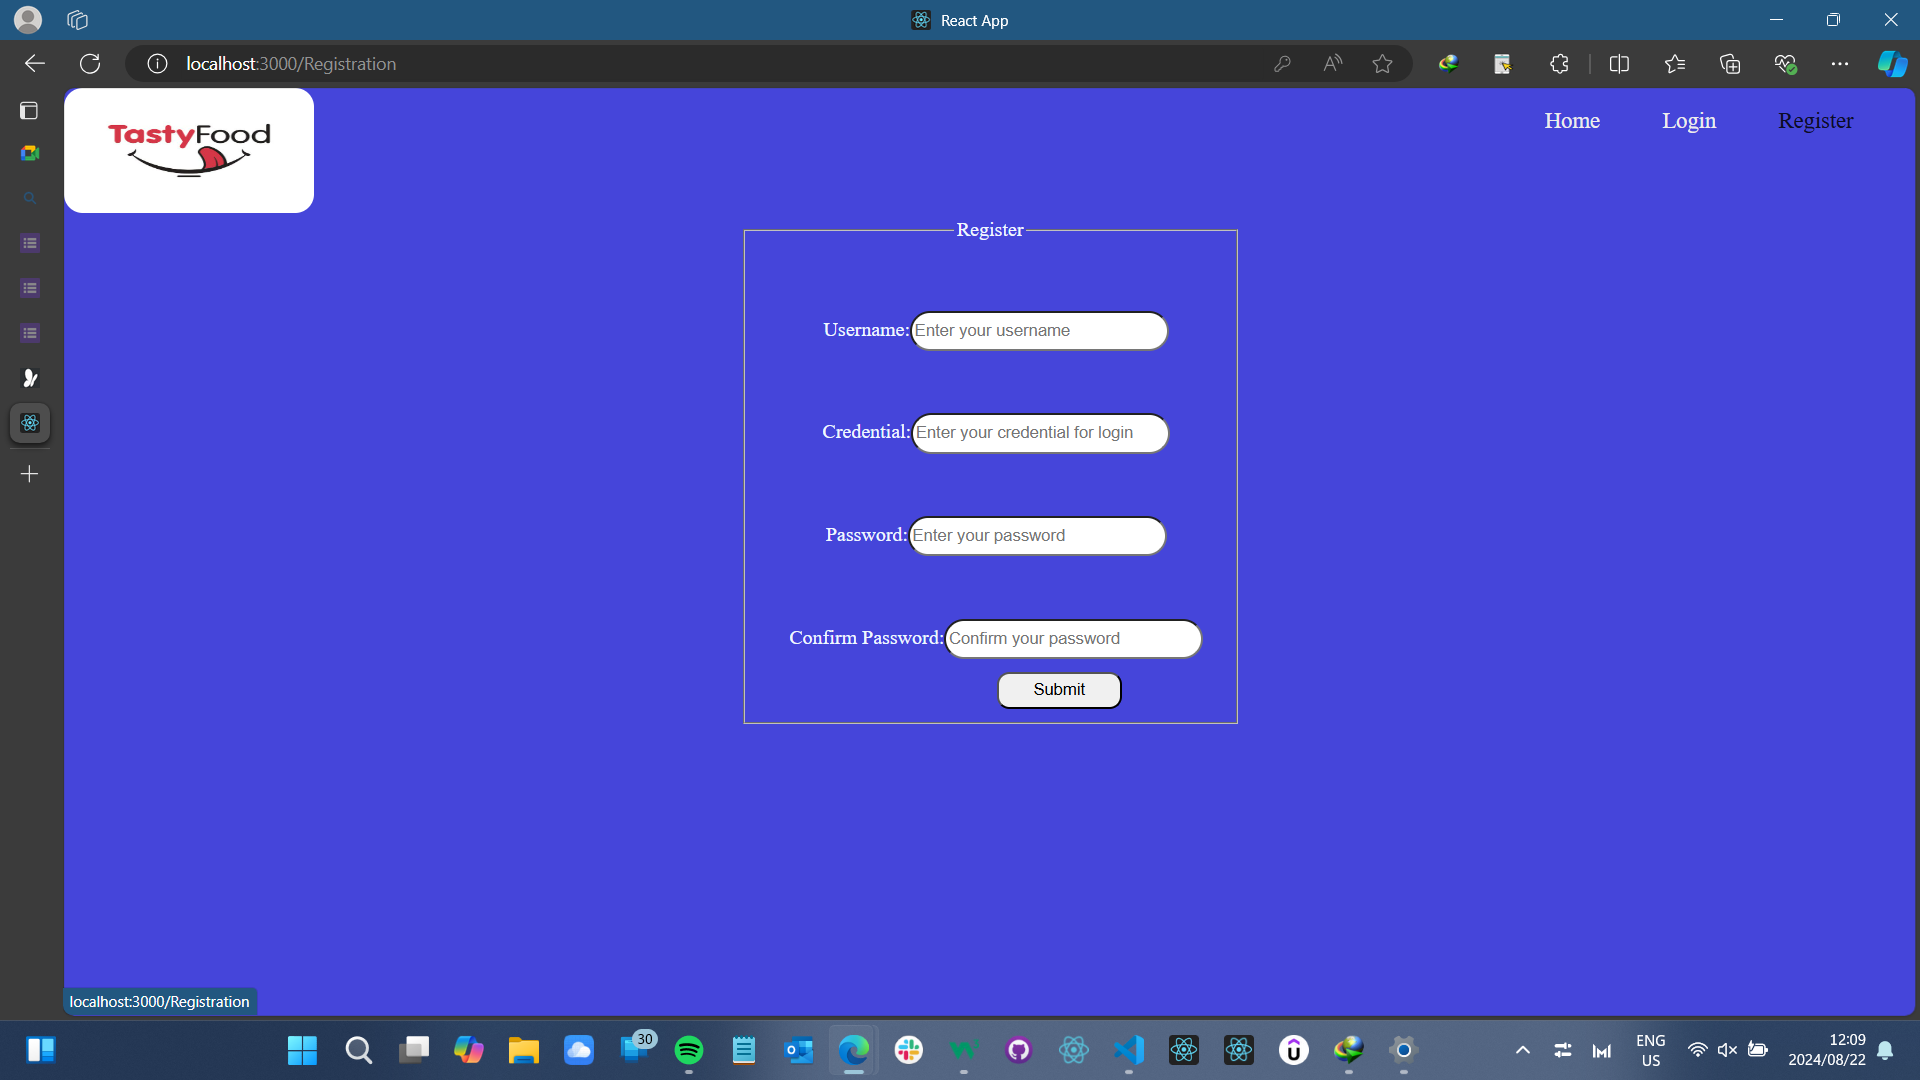 React App
localhost:3000/Registration
TastyFood
Home
Login
Register
Register
Username:
Enter your username
Credential:
Enter your credential for login
Password:
Enter your password
Confirm Password:
Confirm your password
Submit
localhost:3000/Registration
30
ENG
US
12:09
2024/08/22